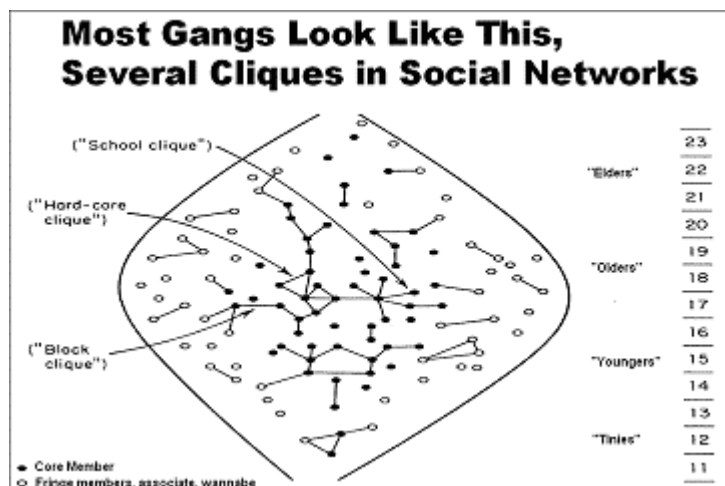 Most Gangs Look Like This,
Several Cliques in Social Networks
("School clique")
("Hard-core
clique")
("Block
clique")
"Elders"
"Olders"
"Youngers"
"Tinies"
23
22
21
20
19
18
17
16
15
14
13
12
11
Core Member
Fringe members, associate, wannabe